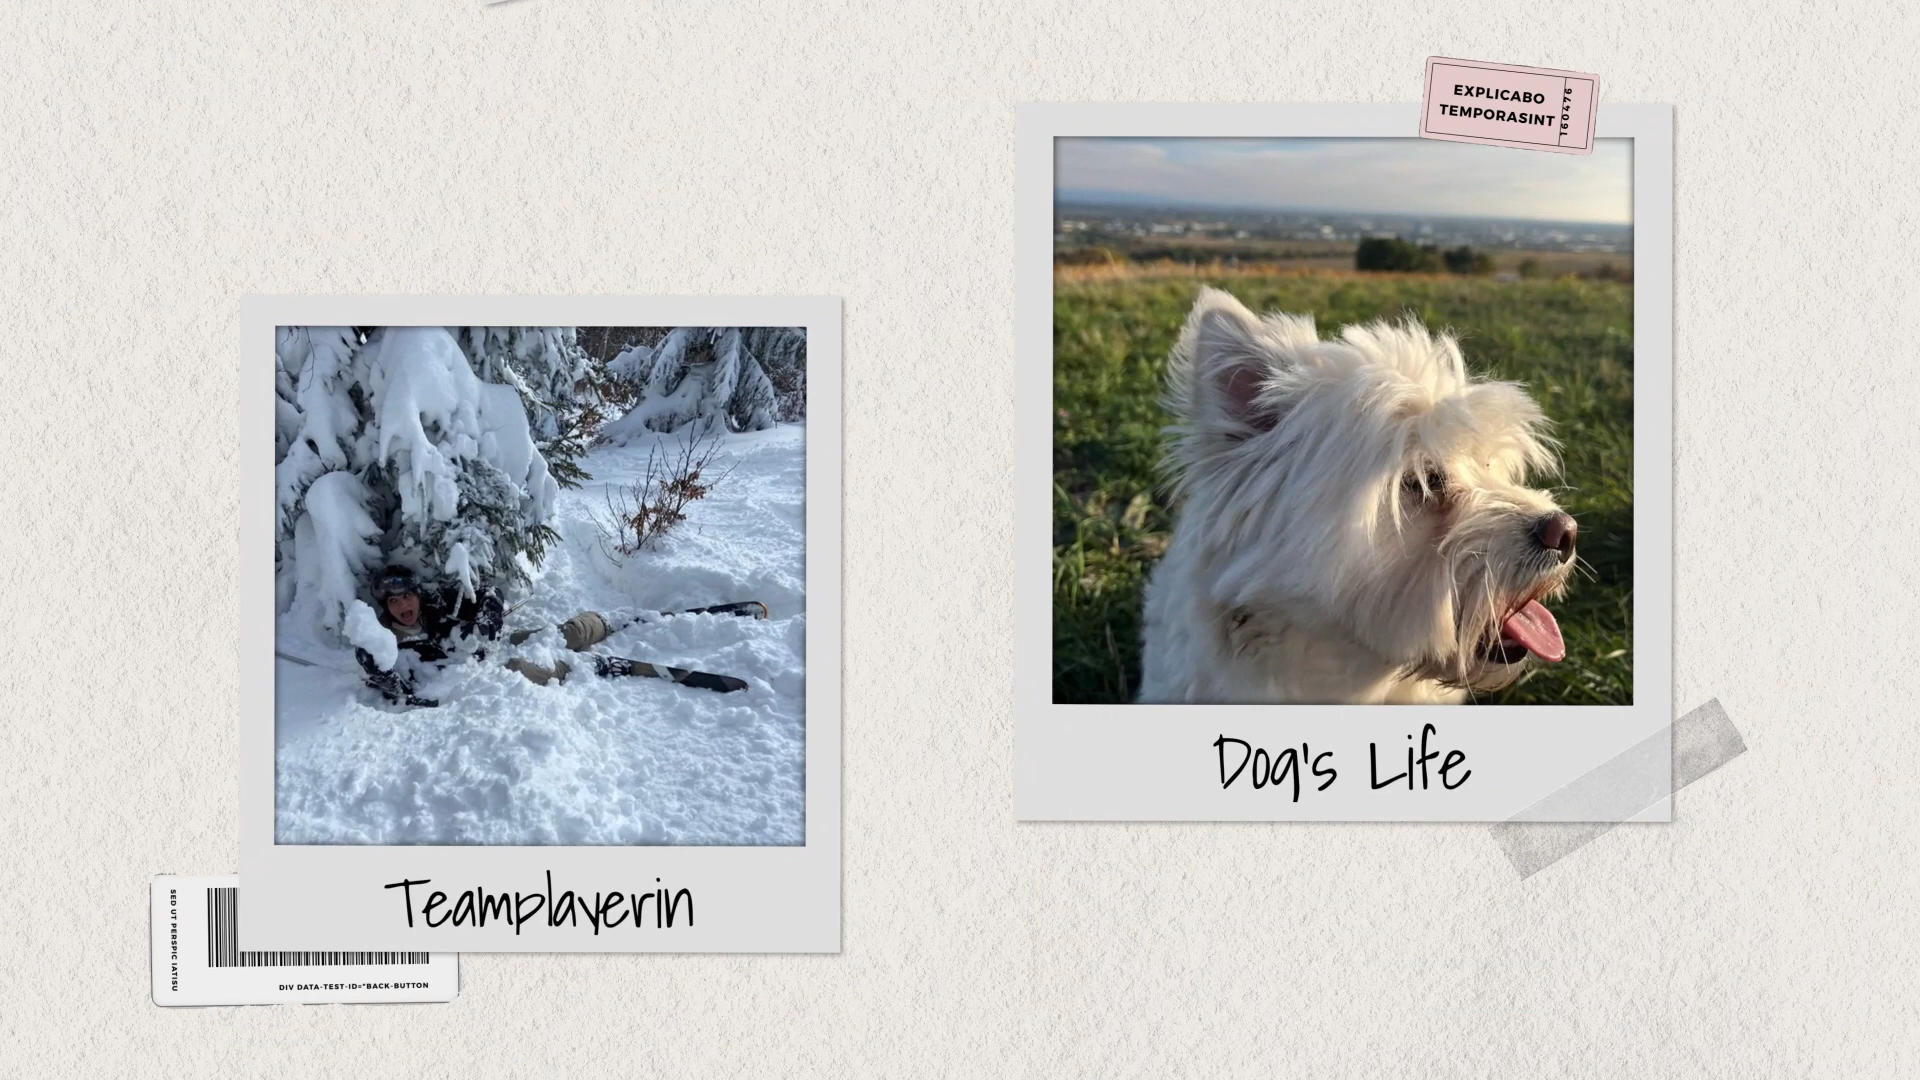 EXPLICABO
TEMPORASINT
160476
Dog's Life
Teamplayerin
SED UT PERSPIC IATISU
DIV DATA-TEST-ID="BACK-BUTTON